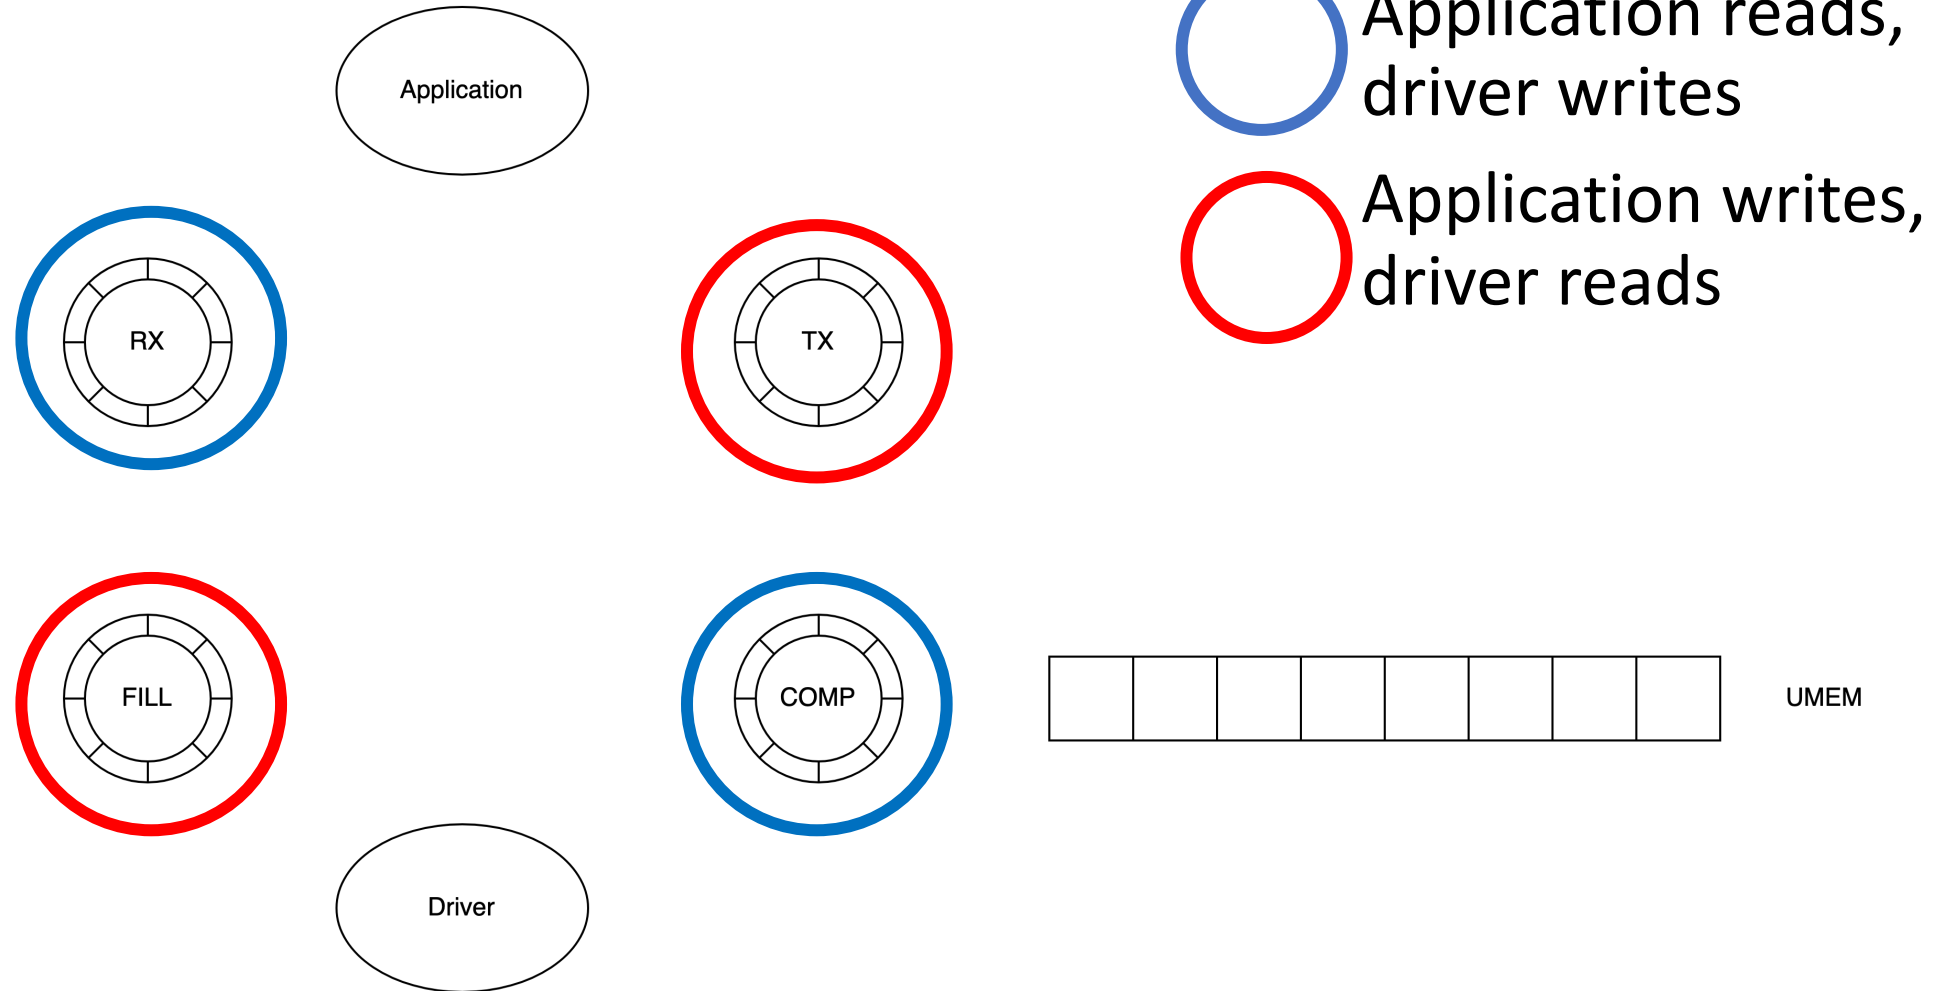 Application reads,
driver writes
Application
Application writes,
driver reads
RX
TX
FILL
COMP
UMEM
Driver